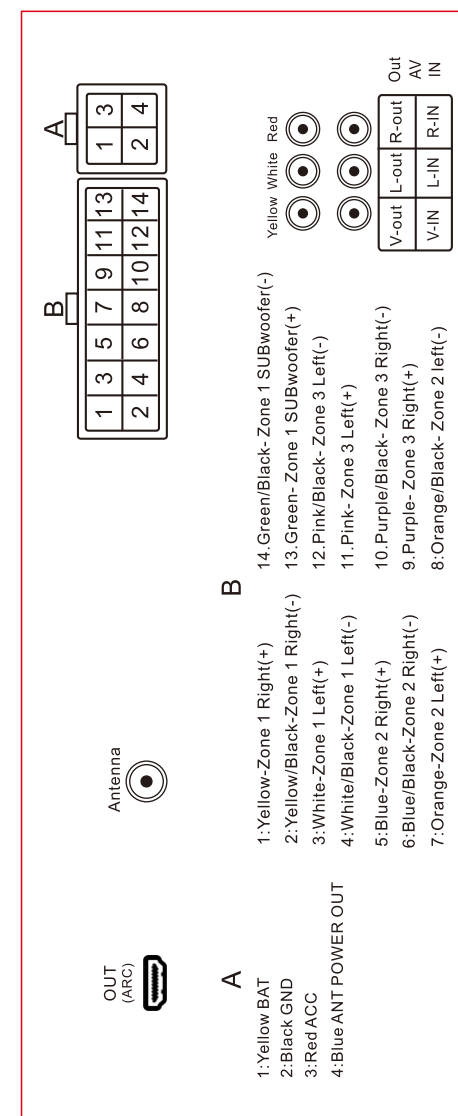 OUT
(ARC)
Antenna
B
A
1 3 5 7 9 11 13
2 4 6 8 10 12 14
1 3
2 4
A
1:Yellow BAT
2:Black GND
3:Red ACC
4:Blue ANT POWER OUT
B
1:Yellow-Zone 1 Right(+)
2:Yellow/Black-Zone 1 Right(-)
3:White-Zone 1 Left(+)
4:White/Black-Zone 1 Left(-)
5:Blue-Zone 2 Right(+)
6:Blue/Black-Zone 2 Right(-)
7:Orange-Zone 2 Left(+)
14.Green/Black- Zone 1 SUBwoofer(-)
13.Green- Zone 1 SUBwoofer(+)
12.Pink/Black- Zone 3 Left(-)
11.Pink- Zone 3 Left(+)
10.Purple/Black- Zone 3 Right(-)
9.Purple- Zone 3 Right(+)
8:Orange/Black- Zone 2 left(-)
Yellow White Red
V-out L-out R-out Out
AV
V-IN L-IN R-IN IN